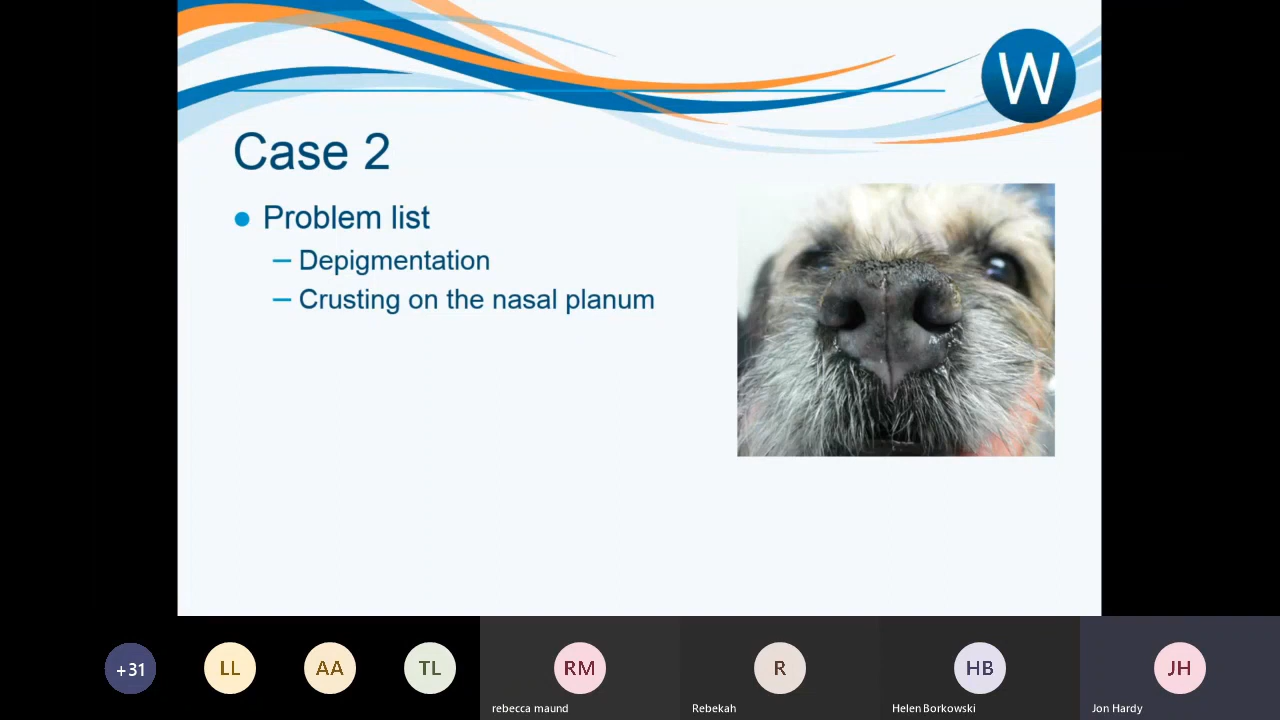 W
Case 2
Problem list
– Depigmentation
– Crusting on the nasal planum
+31
LL
AA
TL
RM
R
HB
JH
rebecca maund
Rebekah
Helen Borkowski
Jon Hardy